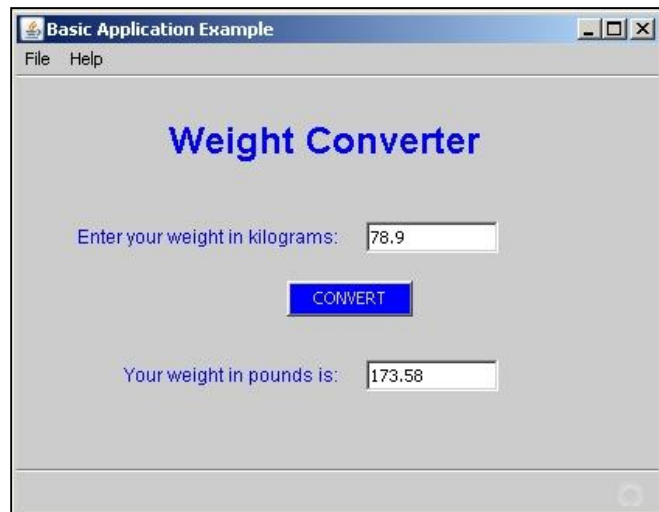 Basic Application Example
File Help
Weight Converter
Enter your weight in kilograms: 78.9
CONVERT
Your weight in pounds is: 173.58